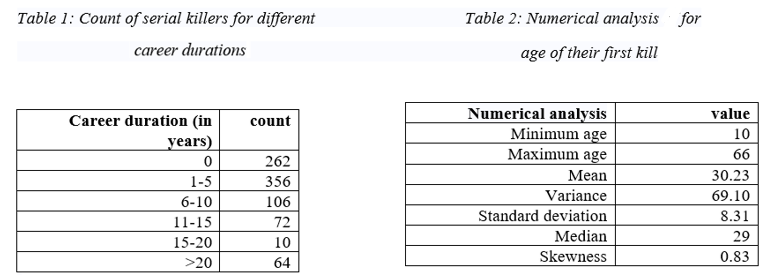 Table 1: Count of serial killers for different
career durations
Table 2: Numerical analysis for
age of their first kill
Career duration (in
years) count
0 262
1-5 356
6-10 106
11-15 72
15-20 10
>20 64
Numerical analysis value
Minimum age 10
Maximum age 66
Mean 30.23
Variance 69.10
Standard deviation 8.31
Median 29
Skewness 0.83